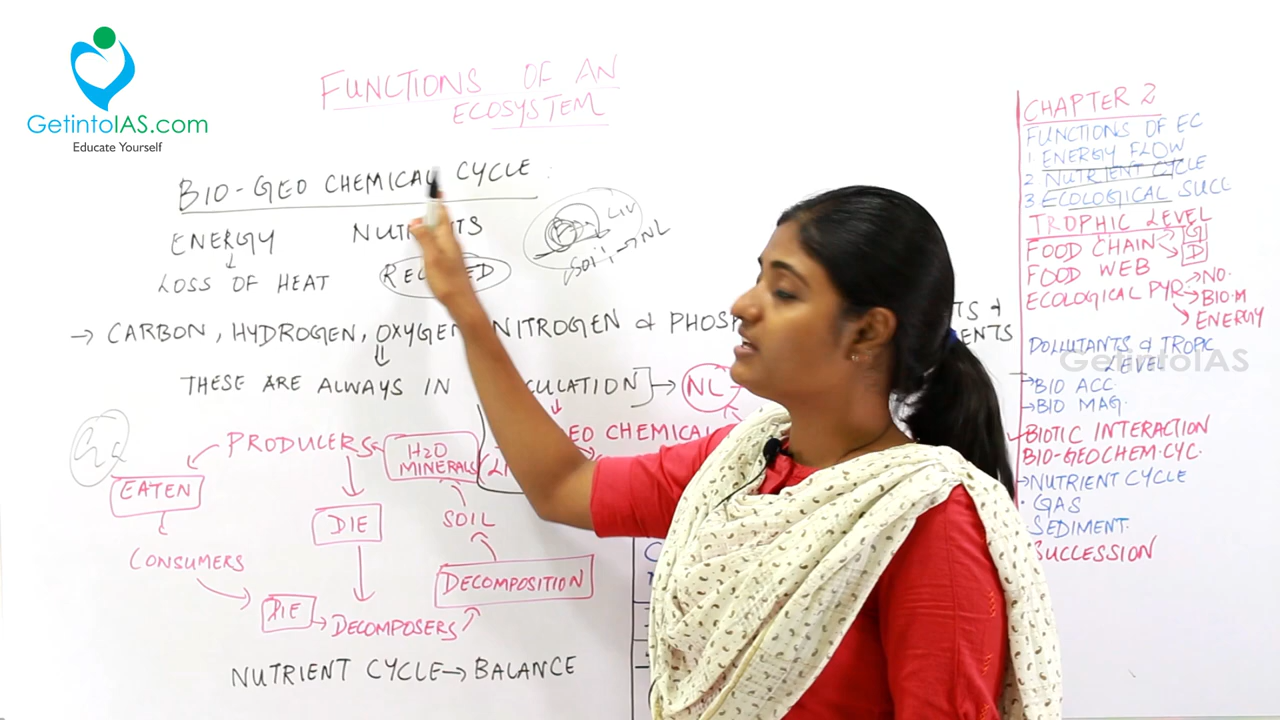 GetintoIAS.com
Educate Yourself
FUNCTIONS OF AN
ECOSYSTEM
BIO-GEO CHEMICAL CYCLE
ENERGY
LOSS OF HEAT
LIV
SOIL → NL
→ CARBON, HYDROGEN, OXYGEN NITROGEN & PHOSP
THESE ARE ALWAYS IN
→ NL
EO CHEMICAL
PRODUCERS
H2O
MINERALS
EATEN
DIE
SOIL
CONSUMERS
DECOMPOSITION
DIE → DECOMPOSERS
NUTRIENT CYCLE → BALANCE
CHAPTER 2
FUNCTIONS OF EC
1. ENERGY FLOW
2 NUTRIENT CYCLE
3 ECOLOGICAL SUCC
TROPHIC LEVEL
FOOD CHAIN → G
D
FOOD WEB
ECOLOGICAL PYR → NO.
→ BIO.M
→ ENERGY
POLLUTANTS & TROPIC
LEVEL
GetintoIAS
→ BIO ACC.
→ BIO MAG.
BIOTIC INTERACTION
BIO-GEOCHEM.CYC.
→ NUTRIENT CYCLE
• GAS
SEDIMENT.
SUCCESSION